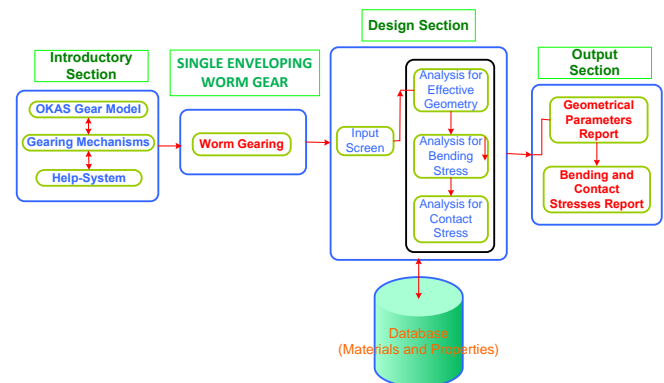 Introductory
Section
OKAS Gear Model
Gearing Mechanisms
Help-System
SINGLE ENVELOPING
WORM GEAR
Worm Gearing
Design Section
Input
Screen
Analysis for
Effective
Geometry
Analysis for
Bending
Stress
Analysis for
Contact
Stress
Database
(Materials and Properties)
Output
Section
Geometrical
Parameters
Report
Bending and
Contact
Stresses Report